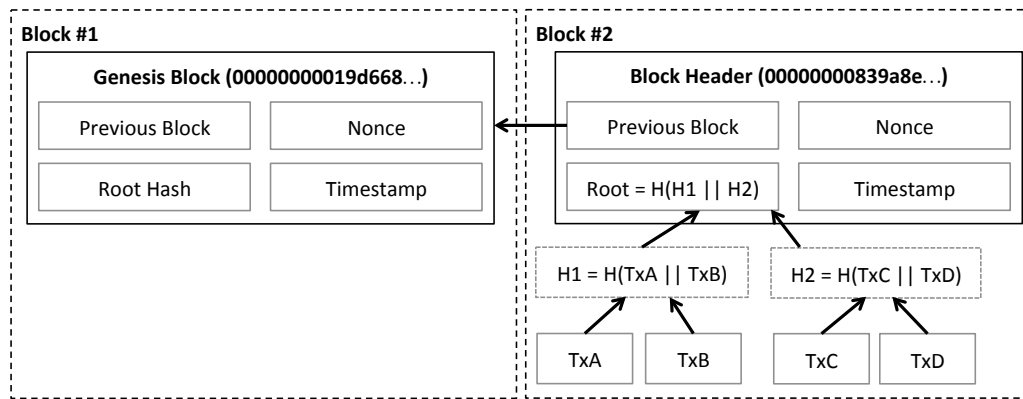 Block #1
Genesis Block (00000000019d668...)
Previous Block
Nonce
Root Hash
Timestamp
Block #2
Block Header (00000000839a8e...)
Previous Block
Nonce
Root = H(H1 || H2)
Timestamp
H1 = H(TxA || TxB)
H2 = H(TxC || TxD)
TxA
TxB
TxC
TxD